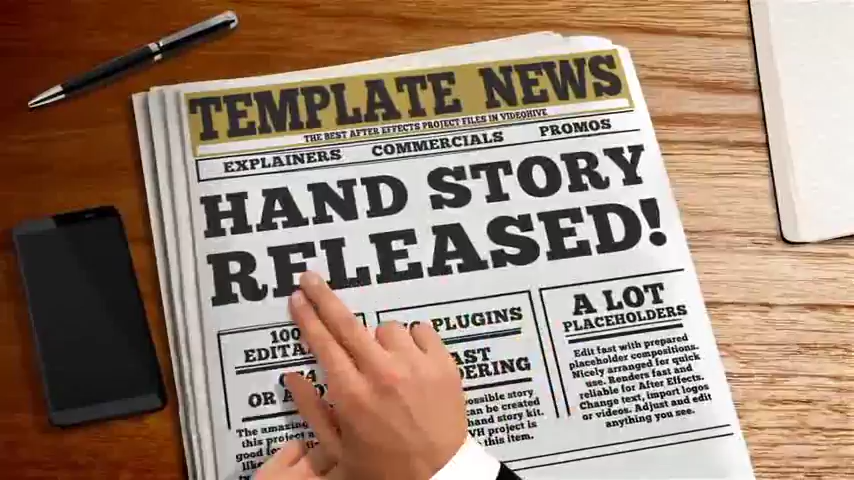 TEMPLATE NEWS
THE BEST AFTER EFFECTS PROJECT FILES IN VIDEOHIVE
EXPLAINERS COMMERCIALS PROMOS
HAND STORY
RELEASED!
100
EDITA
OR A
The amazing
this project
good
PLUGINS
possible story
can be created
hand story kit.
VH project is
this item.
A LOT
PLACEHOLDERS
Edit fast with prepared
placeholder compositions.
Nicely arranged for quick
use. Renders fast and
reliable for After Effects.
Change text, import logos
or videos. Adjust and edit
anything you see.